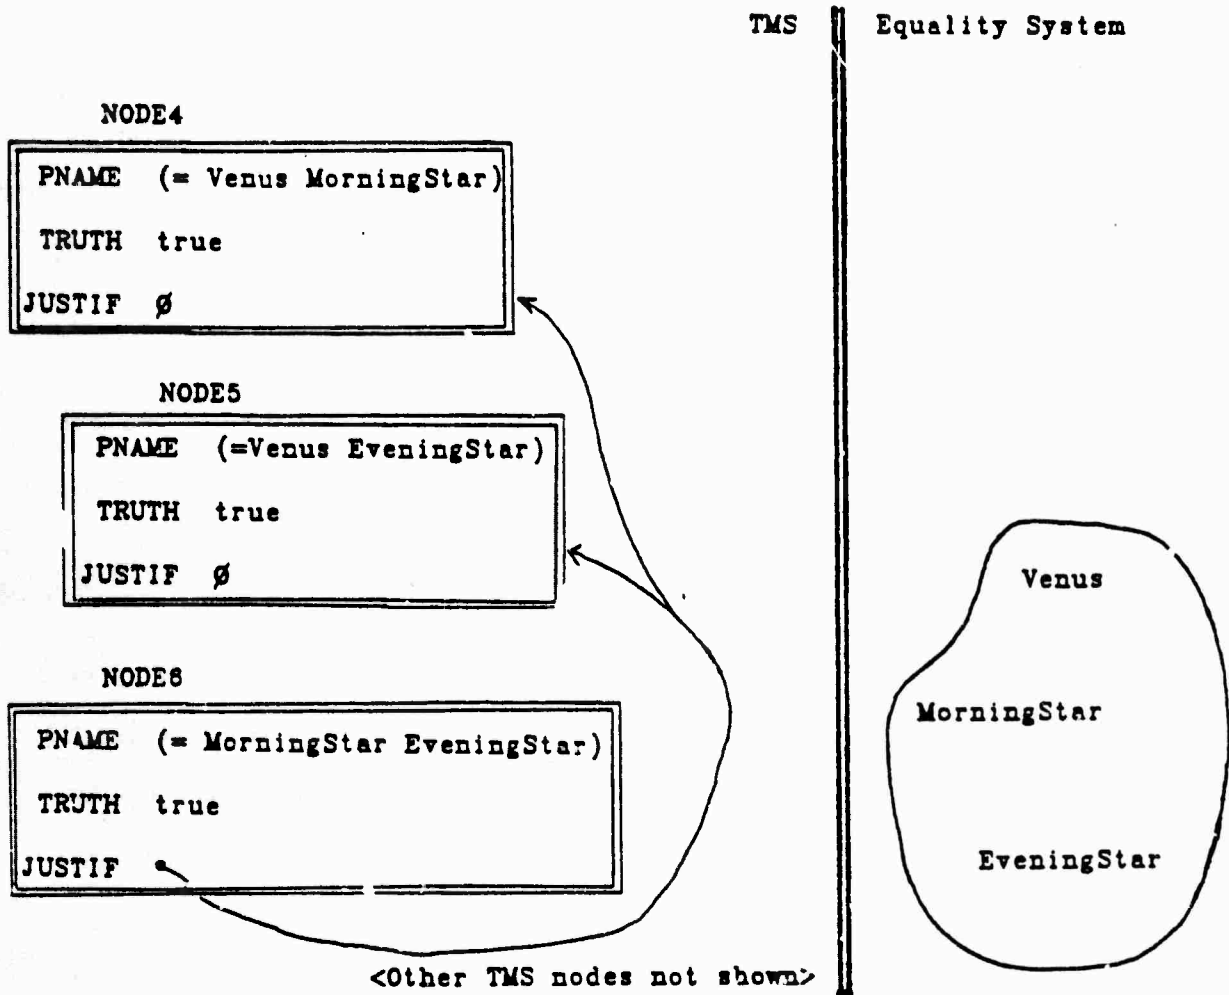 TMS Equality System
NODE4
PNAME (= Venus MorningStar)
TRUTH true
JUSTIF ∅
NODE5
PNAME (=Venus EveningStar)
TRUTH true
JUSTIF ∅
Venus
NODE6
PNAME (= MorningStar EveningStar)
MorningStar
TRUTH true
JUSTIF
EveningStar
<Other TMS nodes not shown>